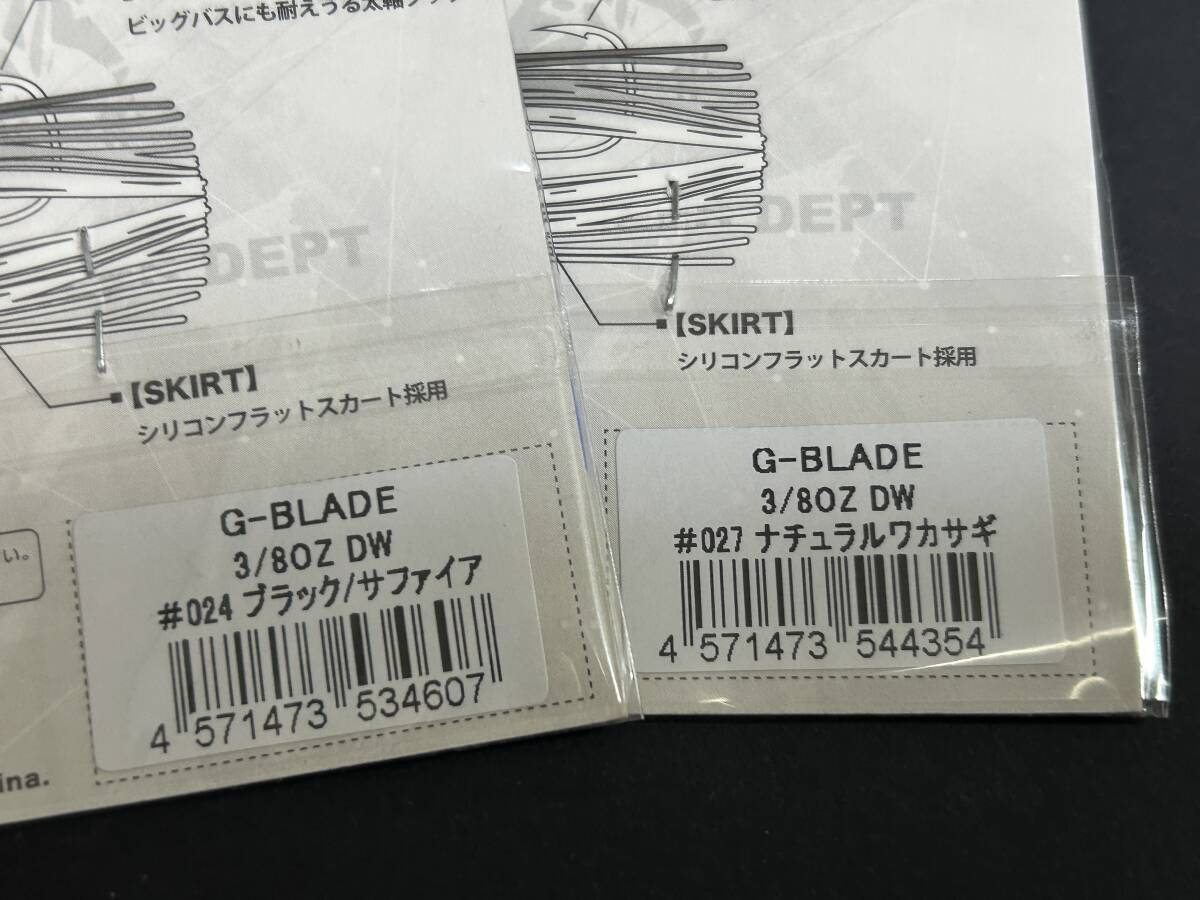 ビッグバスにも耐えうる太軸フック
DEPT
【SKIRT】
シリコンフラットスカート採用
い。
G-BLADE
3/8OZ DW
#024 ブラック/サファイア
4 571473 534607
ina.
DEPT
【SKIRT】
シリコンフラットスカート採用
G-BLADE
3/8OZ DW
#027 ナチュラルワカサギ
4 571473 544354